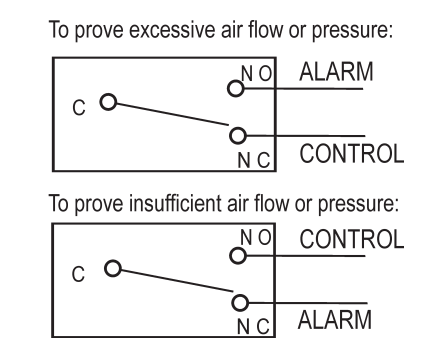 To prove excessive air flow or pressure:
N O ALARM
C
N C CONTROL
To prove insufficient air flow or pressure:
N O CONTROL
C
N C ALARM